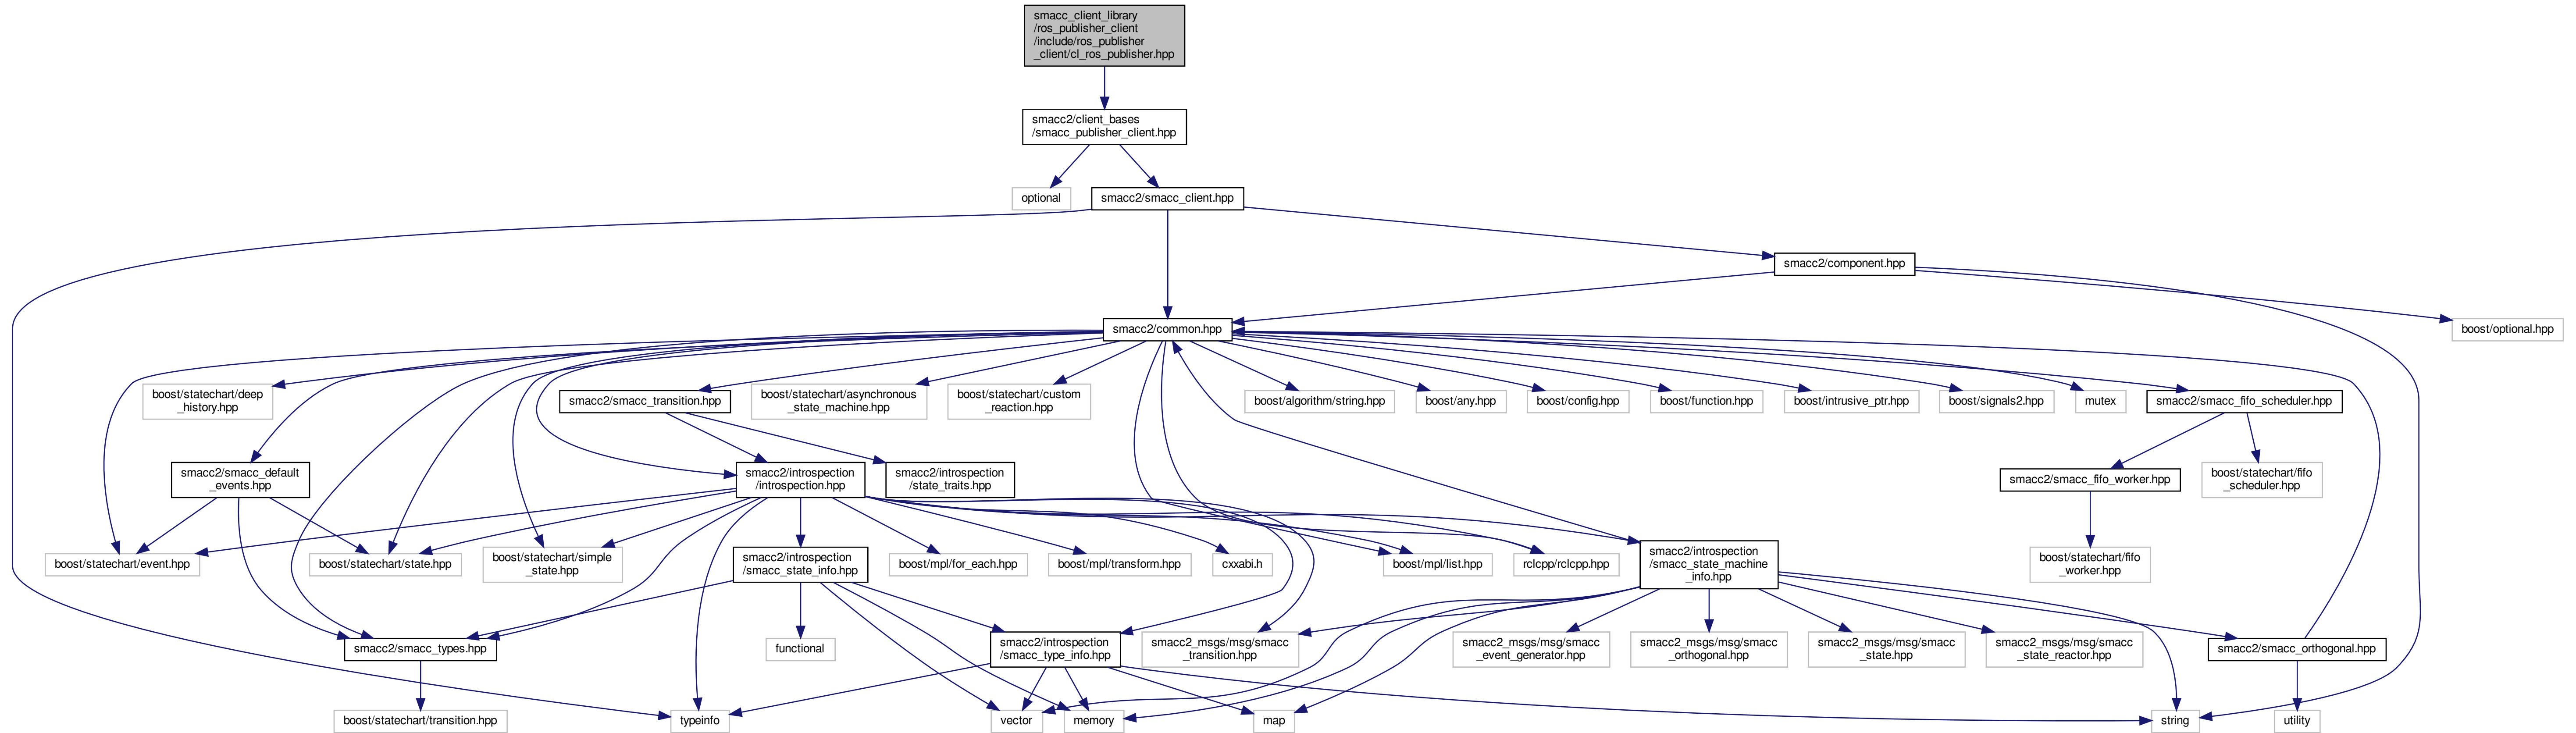 smacc_client_library
/ros_publisher_client
/include/ros_publisher
_client/cl_ros_publisher.hpp
smacc2/client_bases
/smacc_publisher_client.hpp
optional
smacc2/smacc_client.hpp
smacc2/component.hpp
smacc2/common.hpp
boost/optional.hpp
boost/statechart/deep
_history.hpp
smacc2/smacc_transition.hpp
boost/statechart/asynchronous
_state_machine.hpp
boost/statechart/custom
_reaction.hpp
boost/algorithm/string.hpp
boost/any.hpp
boost/config.hpp
boost/function.hpp
boost/intrusive_ptr.hpp
boost/signals2.hpp
mutex
smacc2/smacc_fifo_scheduler.hpp
smacc2/smacc_default
_events.hpp
smacc2/introspection
/introspection.hpp
smacc2/introspection
/state_traits.hpp
smacc2/smacc_fifo_worker.hpp
boost/statechart/fifo
_scheduler.hpp
boost/statechart/event.hpp
boost/statechart/state.hpp
boost/statechart/simple
_state.hpp
smacc2/introspection
/smacc_state_info.hpp
boost/mpl/for_each.hpp
boost/mpl/transform.hpp
cxxabi.h
boost/mpl/list.hpp
rclcpp/rclcpp.hpp
smacc2/introspection
/smacc_state_machine
_info.hpp
boost/statechart/fifo
_worker.hpp
smacc2/smacc_types.hpp
functional
smacc2/introspection
/smacc_type_info.hpp
smacc2_msgs/msg/smacc
_transition.hpp
smacc2_msgs/msg/smacc
_event_generator.hpp
smacc2_msgs/msg/smacc
_orthogonal.hpp
smacc2_msgs/msg/smacc
_state.hpp
smacc2_msgs/msg/smacc
_state_reactor.hpp
smacc2/smacc_orthogonal.hpp
boost/statechart/transition.hpp
typeinfo
vector
memory
map
string
utility